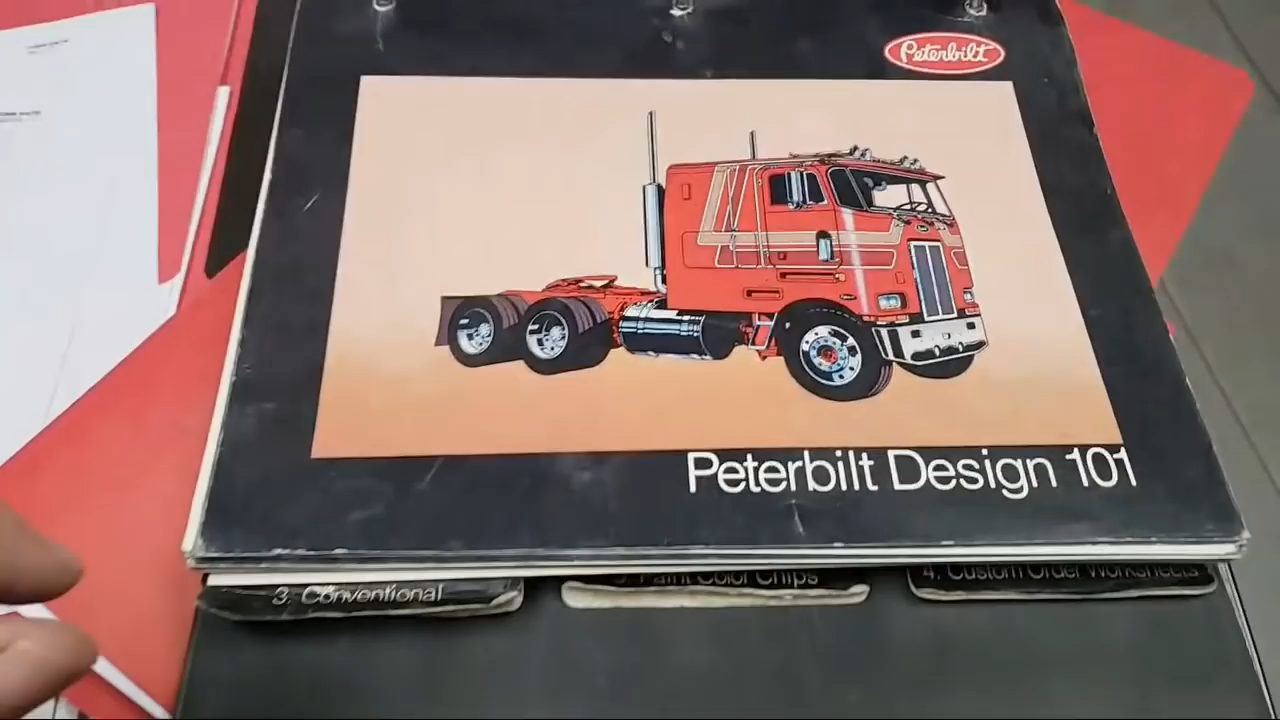 Peterbilt
Peterbilt Design 101
3. Conventional
Paint Color Chips
4. Custom Order Worksheets